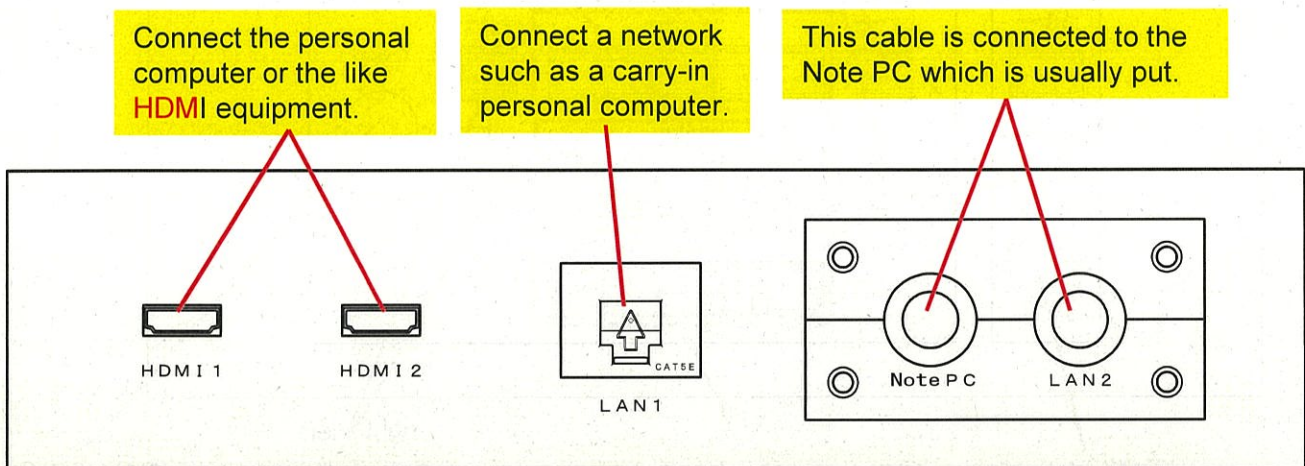 Connect the personal
computer or the like
HDMI equipment.
Connect a network
such as a carry-in
personal computer.
This cable is connected to the
Note PC which is usually put.
HDMI 1
HDMI 2
CAT5E
LAN1
Note PC
LAN2